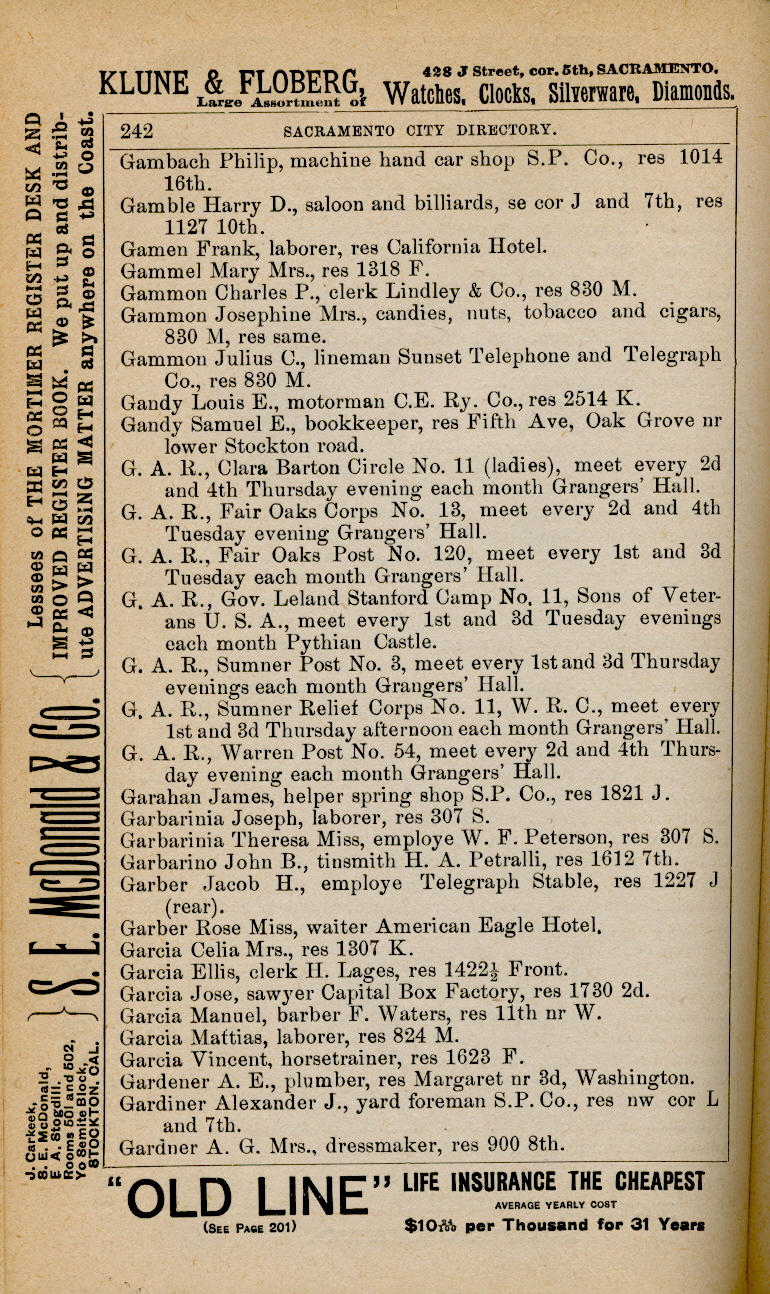 KLUNE & FLOBERG, 428 J Street, cor. 5th, SACRAMENTO.
Large Assortment of Watches, Clocks, Silverware, Diamonds.
242 SACRAMENTO CITY DIRECTORY.
Gambach Philip, machine hand car shop S.P. Co., res 1014
16th.
Gamble Harry D., saloon and billiards, se cor J and 7th, res
1127 10th.
Gamen Frank, laborer, res California Hotel.
Gammel Mary Mrs., res 1318 F.
Gammon Charles P., clerk Lindley & Co., res 830 M.
Gammon Josephine Mrs., candies, nuts, tobacco and cigars,
830 M, res same.
Gammon Julius C., lineman Sunset Telephone and Telegraph
Co., res 830 M.
Gandy Louis E., motorman C.E. Ry. Co., res 2514 K.
Gandy Samuel E., bookkeeper, res Fifth Ave, Oak Grove nr
lower Stockton road.
G. A. R., Clara Barton Circle No. 11 (ladies), meet every 2d
and 4th Thursday evening each month Grangers' Hall.
G. A. R., Fair Oaks Corps No. 13, meet every 2d and 4th
Tuesday evening Grangers' Hall.
G. A. R., Fair Oaks Post No. 120, meet every 1st and 3d
Tuesday each month Grangers' Hall.
G. A. R., Gov. Leland Stanford Camp No. 11, Sons of Veter-
ans U. S. A., meet every 1st and 3d Tuesday evenings
each month Pythian Castle.
G. A. R., Sumner Post No. 3, meet every 1st and 3d Thursday
evenings each month Grangers' Hall.
G. A. R., Sumner Relief Corps No. 11, W. R. C., meet every
1st and 3d Thursday afternoon each month Grangers' Hall.
G. A. R., Warren Post No. 54, meet every 2d and 4th Thurs-
day evening each month Grangers' Hall.
Garahan James, helper spring shop S.P. Co., res 1821 J.
Garbarinia Joseph, laborer, res 307 S.
Garbarinia Theresa Miss, employe W. F. Peterson, res 307 S.
Garbarino John B., tinsmith H. A. Petralli, res 1612 7th.
Garber Jacob H., employe Telegraph Stable, res 1227 J
(rear).
Garber Rose Miss, waiter American Eagle Hotel.
Garcia Celia Mrs., res 1307 K.
Garcia Ellis, clerk H. Lages, res 1422½ Front.
Garcia Jose, sawyer Capital Box Factory, res 1730 2d.
Garcia Manuel, barber F. Waters, res 11th nr W.
Garcia Mattias, laborer, res 824 M.
Garcia Vincent, horsetrainer, res 1623 F.
Gardener A. E., plumber, res Margaret nr 3d, Washington.
Gardiner Alexander J., yard foreman S.P. Co., res nw cor L
and 7th.
Gardner A. G. Mrs., dressmaker, res 900 8th.
J. Carkeek,
S. E. McDonald,
E. A. Stogdill.
Rooms 501 and 502,
Yo Semite Block,
STOCKTON, CAL.
S. E. McDonald & Co.
Lessees of THE MORTIMER REGISTER DESK AND
IMPROVED REGISTER BOOK. We put up and distrib-
ute ADVERTISING MATTER anywhere on the Coast.
"OLD LINE" LIFE INSURANCE THE CHEAPEST
AVERAGE YEARLY COST
(SEE PAGE 201) per Thousand for 31 Years